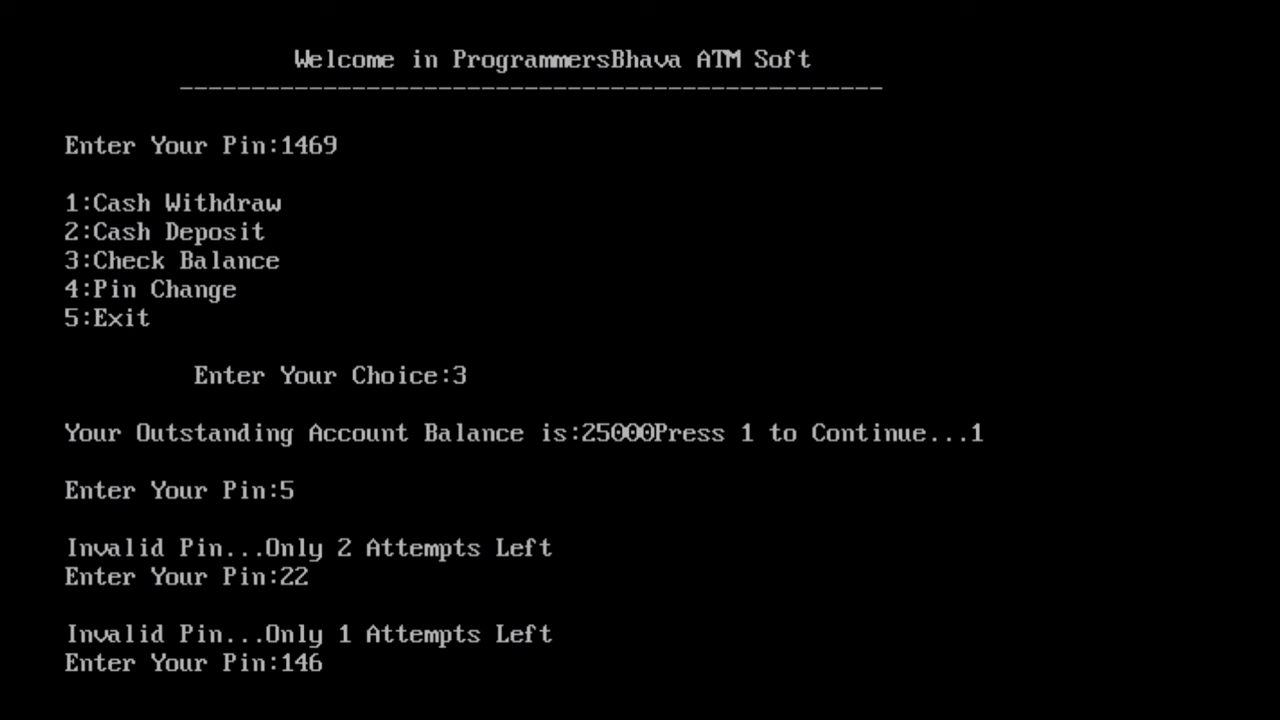 Welcome in ProgrammersBhava ATM Soft
-------------------------------------------------
Enter Your Pin:1469
1:Cash Withdraw
2:Cash Deposit
3:Check Balance
4:Pin Change
5:Exit
Enter Your Choice:3
Your Outstanding Account Balance is:25000Press 1 to Continue...1
Enter Your Pin:5
Invalid Pin...Only 2 Attempts Left
Enter Your Pin:22
Invalid Pin...Only 1 Attempts Left
Enter Your Pin:146